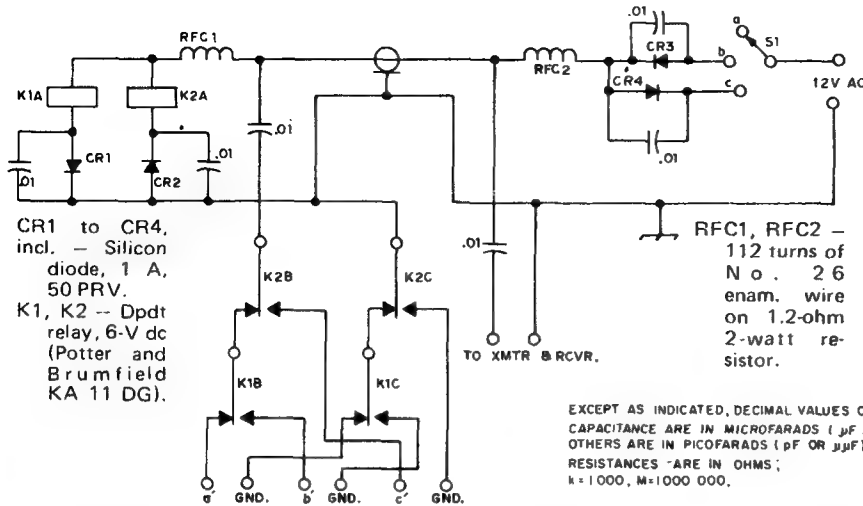 .01
RFC1
a
S1
CR3
b
RFC2
CR4
c
12V AC
K1A
K2A
.01
.01
CR1
CR2
.01
.01
.01
CR1 to CR4,
incl. — Silicon
diode, 1 A,
50 PRV.
K1, K2 — Dpdt
relay, 6-V dc
(Potter and
Brumfield
KA 11 DG).
K2B
K2C
K1B
K1C
TO XMTR & RCVR.
RFC1, RFC2 —
112 turns of
No. 26
enam. wire
on 1.2-ohm
2-watt re-
sistor.
EXCEPT AS INDICATED, DECIMAL VALUES O
CAPACITANCE ARE IN MICROFARADS ( µF
OTHERS ARE IN PICOFARADS ( pF OR µµF)
RESISTANCES ARE IN OHMS;
k=1000, M=1000 000.
a' GND. b' GND. c' GND.